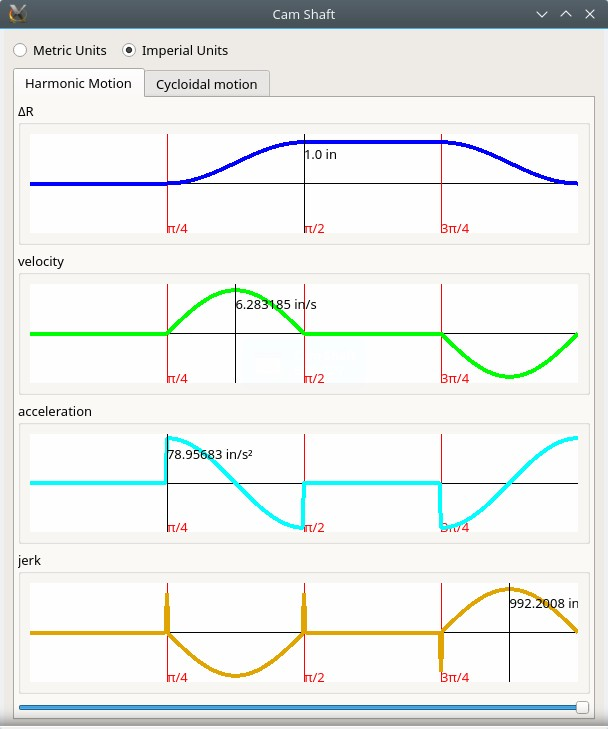 Cam Shaft
Metric Units Imperial Units
Harmonic Motion Cycloidal motion
ΔR
1.0 in
π/4 π/2 3π/4
velocity
6.283185 in/s
π/4 π/2 3π/4
acceleration
78.95683 in/s²
π/4 π/2 3π/4
jerk
992.2008 in
π/4 π/2 3π/4